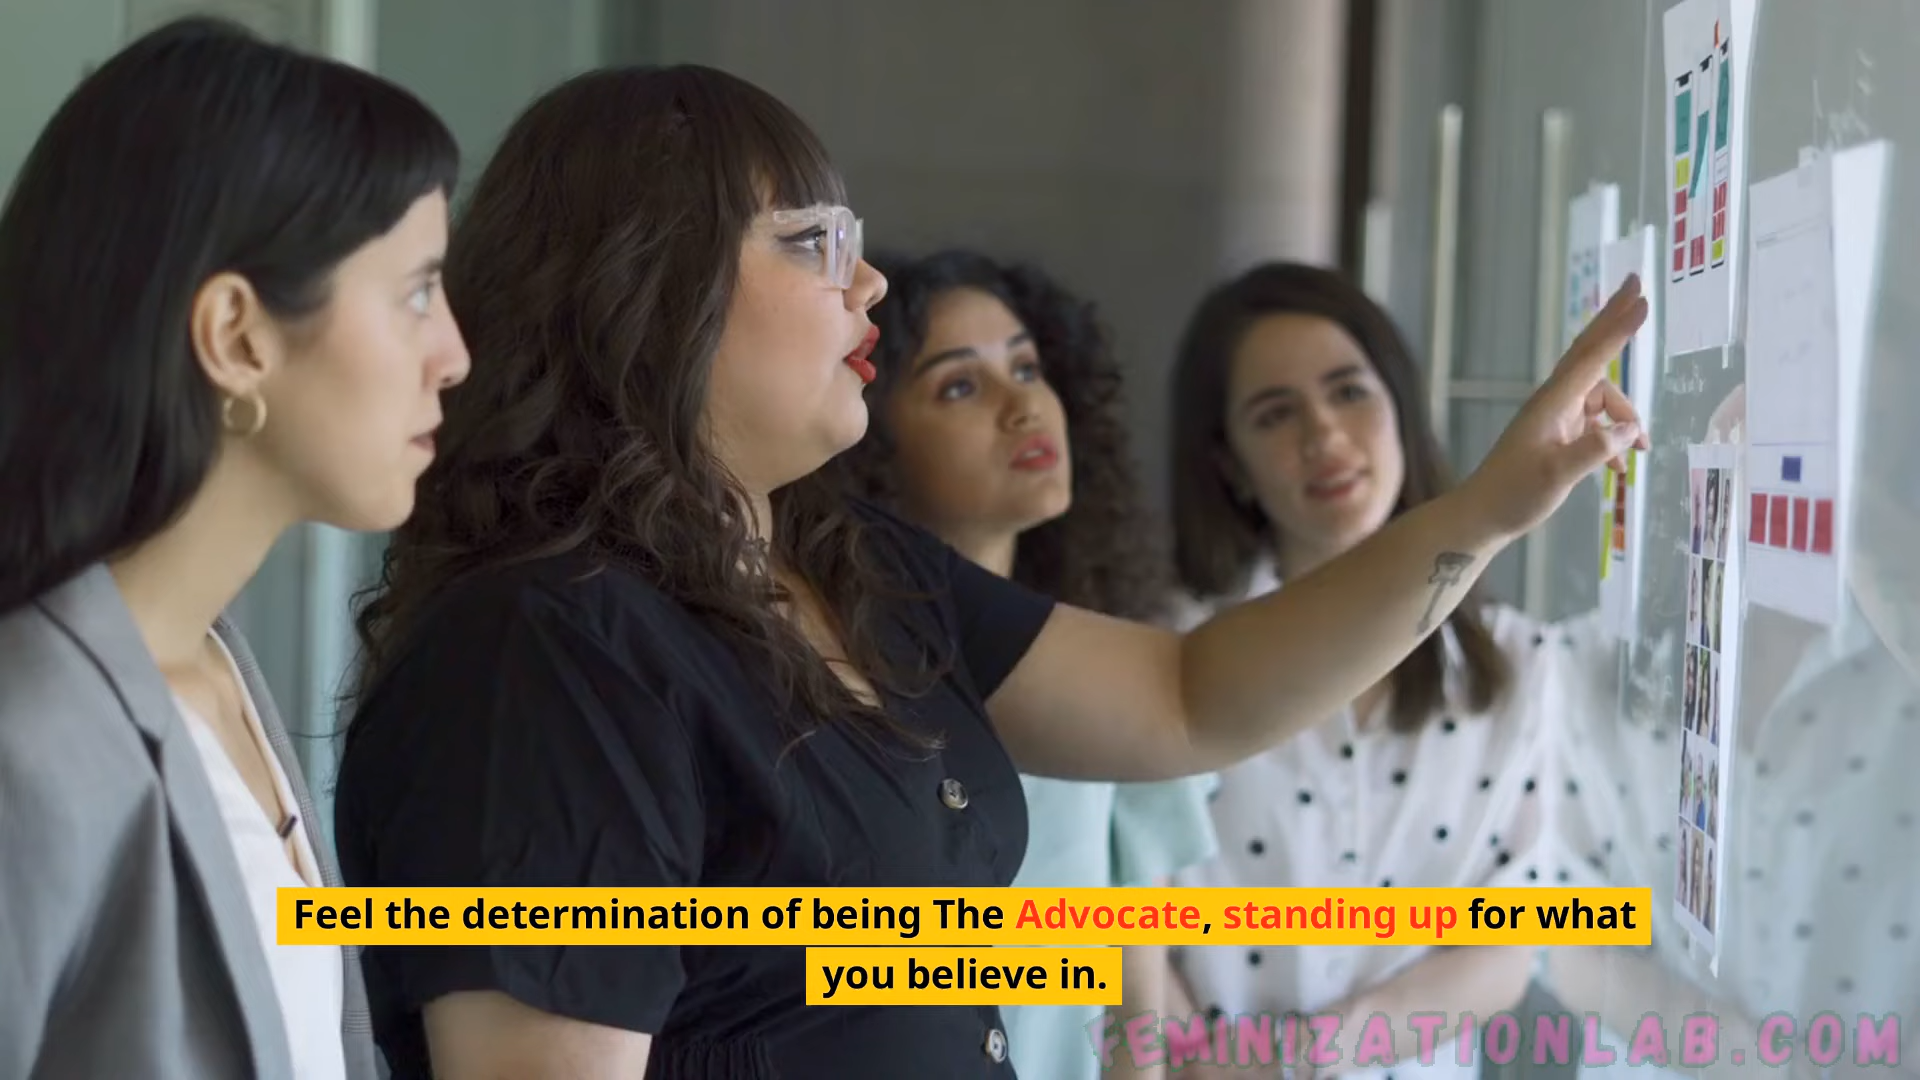 Feel the determination of being The Advocate, standing up for what
you believe in.
FEMINIZATIONLAB.COM